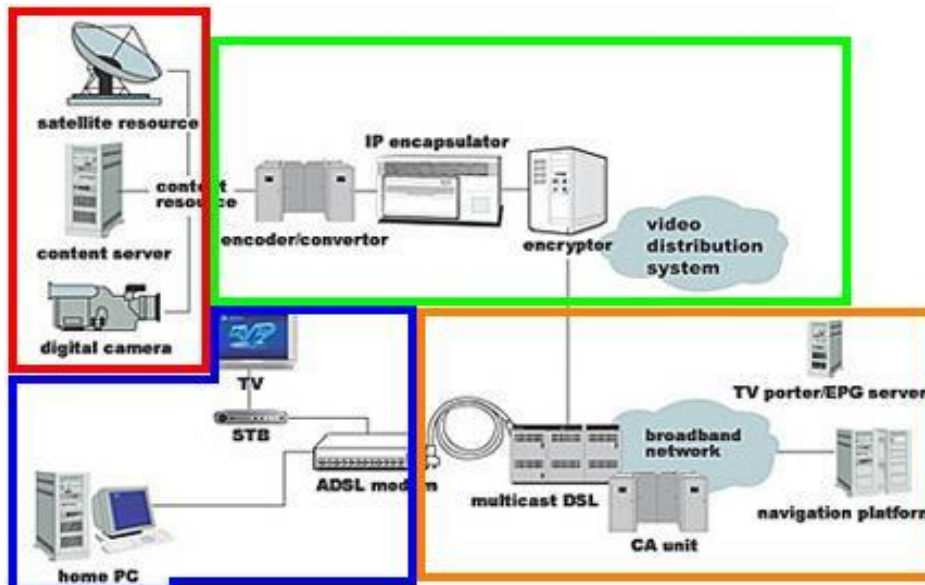 satellite resource
content
resource
content server
digital camera
IP encapsulator
encoder/convertor
encryptor
video
distribution
system
TV
STB
ADSL modem
home PC
TV porter/EPG server
broadband
network
multicast DSL
CA unit
navigation platform